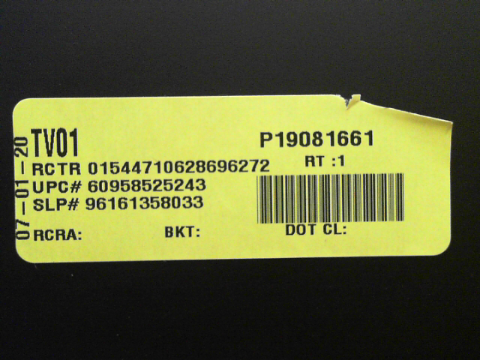 07-01-20
TV01
P19081661
RCTR 01544710628696272
RT :1
UPC# 60958525243
SLP# 96161358033
RCRA: BKT: DOT CL: